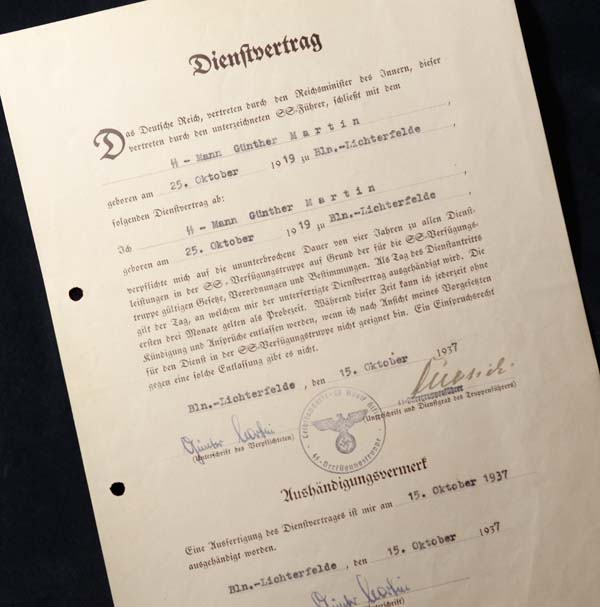 Dienstvertrag
Das Deutsche Reich, vertreten durch den Reichsminister des Innern, dieser
vertreten durch den unterzeichneten SS-Führer, schließt mit dem
SS - Mann Günther Martin ,
geboren am 25. Oktober 1919 zu Bln.-Lichterfelde ,
folgenden Dienstvertrag ab:
Ich SS - Mann Günther Martin ,
geboren am 25. Oktober 1919 zu Bln.-Lichterfelde ,
verpflichte mich auf die ununterbrochene Dauer von vier Jahren zu allen Dienst-
leistungen in der SS-Verfügungstruppe auf Grund der für die SS-Verfügungs-
truppe gültigen Gesetze, Verordnungen und Bestimmungen. Als Tag des Dienstantritts
gilt der Tag, an welchem mir der unterfertigte Dienstvertrag ausgehändigt wird. Die
ersten drei Monate gelten als Probezeit. Während dieser Zeit kann ich jederzeit ohne
Kündigung und Ansprüche entlassen werden, wenn ich nach Ansicht meines Vorgesetzten
für den Dienst in der SS-Verfügungstruppe nicht geeignet bin. Ein Einspruchsrecht
gegen eine solche Entlassung gibt es nicht.
Bln.-Lichterfelde , den 15. Oktober 1937
(Unterschrift des Verpflichteten)
(Unterschrift und Dienstgrad des Truppenführers)
SS-Verfügungstruppe
Aushändigungsvermerk
Eine Ausfertigung des Dienstvertrages ist mir am 15. Oktober 1937
ausgehändigt worden.
Bln.-Lichterfelde , den 15. Oktober 1937